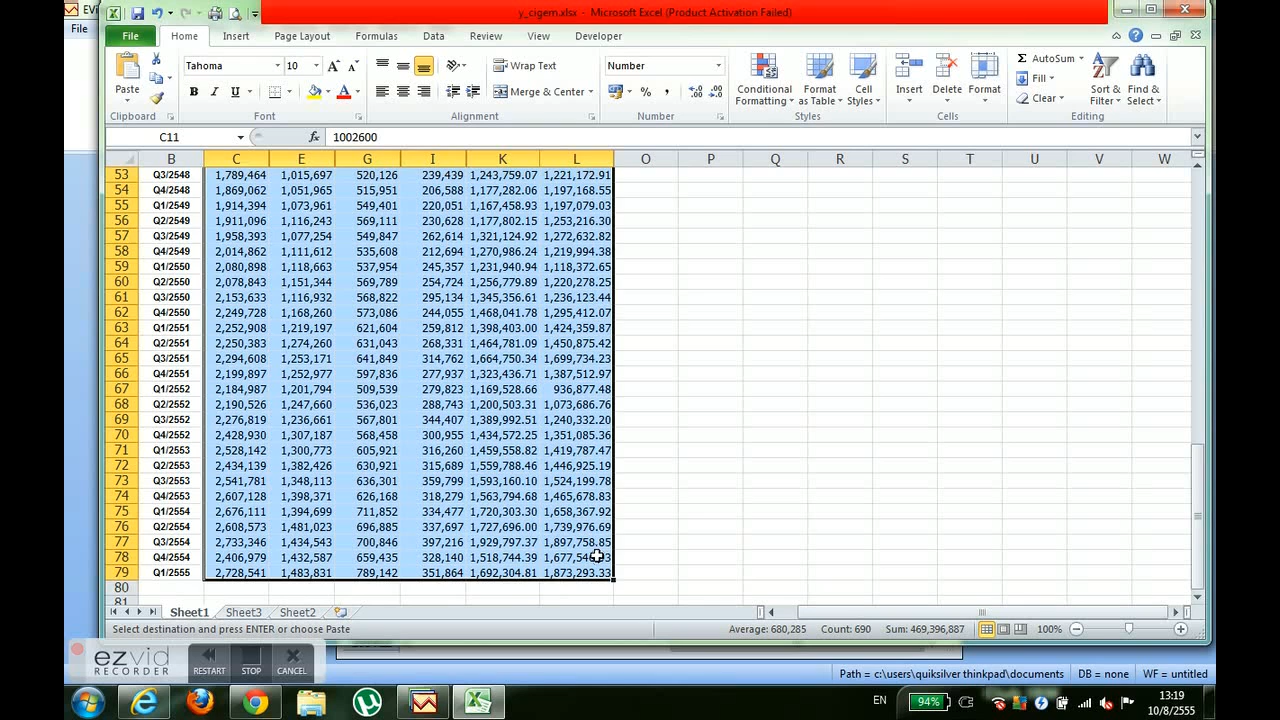 EVi
y_cigem.xlsx - Microsoft Excel (Product Activation Failed)
File
File Home Insert Page Layout Formulas Data Review View Developer
Paste
Tahoma 10 A A
B I U A
Wrap Text
Merge & Center
Number
% , .0 .00 .00 .0
Conditional Formatting
Format as Table
Cell Styles
Insert Delete Format
Σ AutoSum
Fill
Clear
Sort & Filter
Find & Select
Clipboard Font Alignment Number Styles Cells Editing
C11 fx 1002600
B C E G I K L O P Q R S T U V W
53 Q3/2548 1,789,464 1,015,697 520,126 239,439 1,243,759.07 1,221,172.91
54 Q4/2548 1,869,062 1,051,965 515,951 206,588 1,177,282.06 1,197,168.55
55 Q1/2549 1,914,394 1,073,961 549,401 220,051 1,167,458.93 1,197,079.03
56 Q2/2549 1,911,096 1,116,243 569,111 230,628 1,177,802.15 1,253,216.30
57 Q3/2549 1,958,393 1,077,254 549,847 262,614 1,321,124.92 1,272,632.82
58 Q4/2549 2,014,862 1,111,612 535,608 212,694 1,270,986.24 1,219,994.38
59 Q1/2550 2,080,898 1,118,663 537,954 245,357 1,231,940.94 1,118,372.65
60 Q2/2550 2,078,843 1,151,344 569,789 254,724 1,256,779.89 1,220,278.25
61 Q3/2550 2,153,633 1,116,932 568,822 295,134 1,345,356.61 1,236,123.44
62 Q4/2550 2,249,728 1,168,260 573,086 244,055 1,468,041.78 1,295,412.07
63 Q1/2551 2,252,908 1,219,197 621,604 259,812 1,398,403.00 1,424,359.87
64 Q2/2551 2,250,383 1,274,260 631,043 268,331 1,464,781.09 1,450,875.42
65 Q3/2551 2,294,608 1,253,171 641,849 314,762 1,664,750.34 1,699,734.23
66 Q4/2551 2,199,897 1,252,977 597,836 277,937 1,323,436.71 1,387,512.97
67 Q1/2552 2,184,987 1,201,794 509,539 279,823 1,169,528.66 936,877.48
68 Q2/2552 2,190,526 1,247,660 536,023 288,743 1,200,503.31 1,073,686.76
69 Q3/2552 2,276,819 1,236,661 567,801 344,407 1,389,992.51 1,240,332.20
70 Q4/2552 2,428,930 1,307,187 568,458 300,955 1,434,572.25 1,351,085.36
71 Q1/2553 2,528,142 1,300,773 605,921 316,260 1,459,558.82 1,419,787.47
72 Q2/2553 2,434,139 1,382,426 630,921 315,689 1,559,788.46 1,446,925.19
73 Q3/2553 2,541,781 1,348,113 636,301 359,799 1,593,160.10 1,524,199.78
74 Q4/2553 2,607,128 1,398,371 626,168 318,279 1,563,794.68 1,465,678.83
75 Q1/2554 2,676,111 1,394,699 711,852 334,477 1,720,303.30 1,658,367.92
76 Q2/2554 2,608,573 1,481,023 696,885 337,697 1,727,696.00 1,739,976.69
77 Q3/2554 2,733,346 1,434,543 700,846 397,216 1,929,797.37 1,897,758.85
78 Q4/2554 2,406,979 1,432,587 659,435 328,140 1,518,744.39
79 Q1/2555 2,728,541 1,483,831 789,142 351,864 1,692,304.81 1,873,293.33
80
81
Sheet1 Sheet3 Sheet2
Select destination and press ENTER or choose Paste Average: 680,285 Count: 690 Sum: 469,396,887 100%
ezvid
RECORDER
RESTART STOP CANCEL
Path = c:\users\quiksilver thinkpad\documents DB = none WF = untitled
EN 94% 13:19
10/8/2555